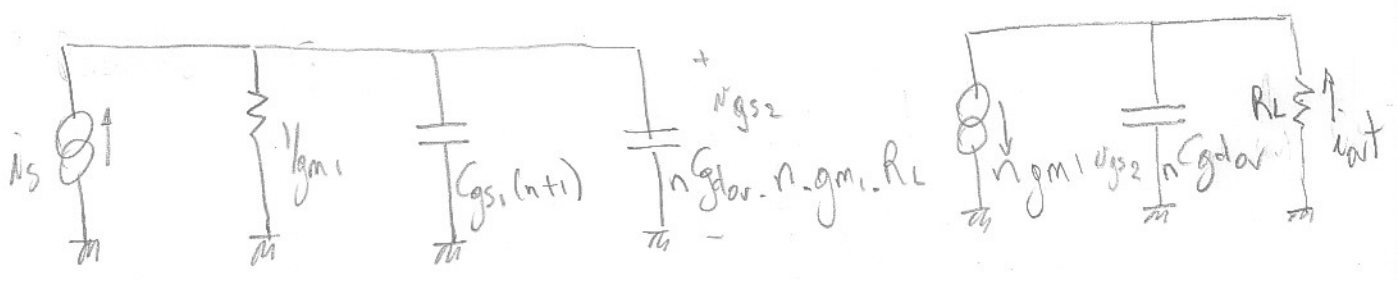 +
is
1/gm1
Cgs1(n+1)
vgs2
nCgdov.n.gm1.RL
-
n gm1 vgs2
nCgdov
RL
iout